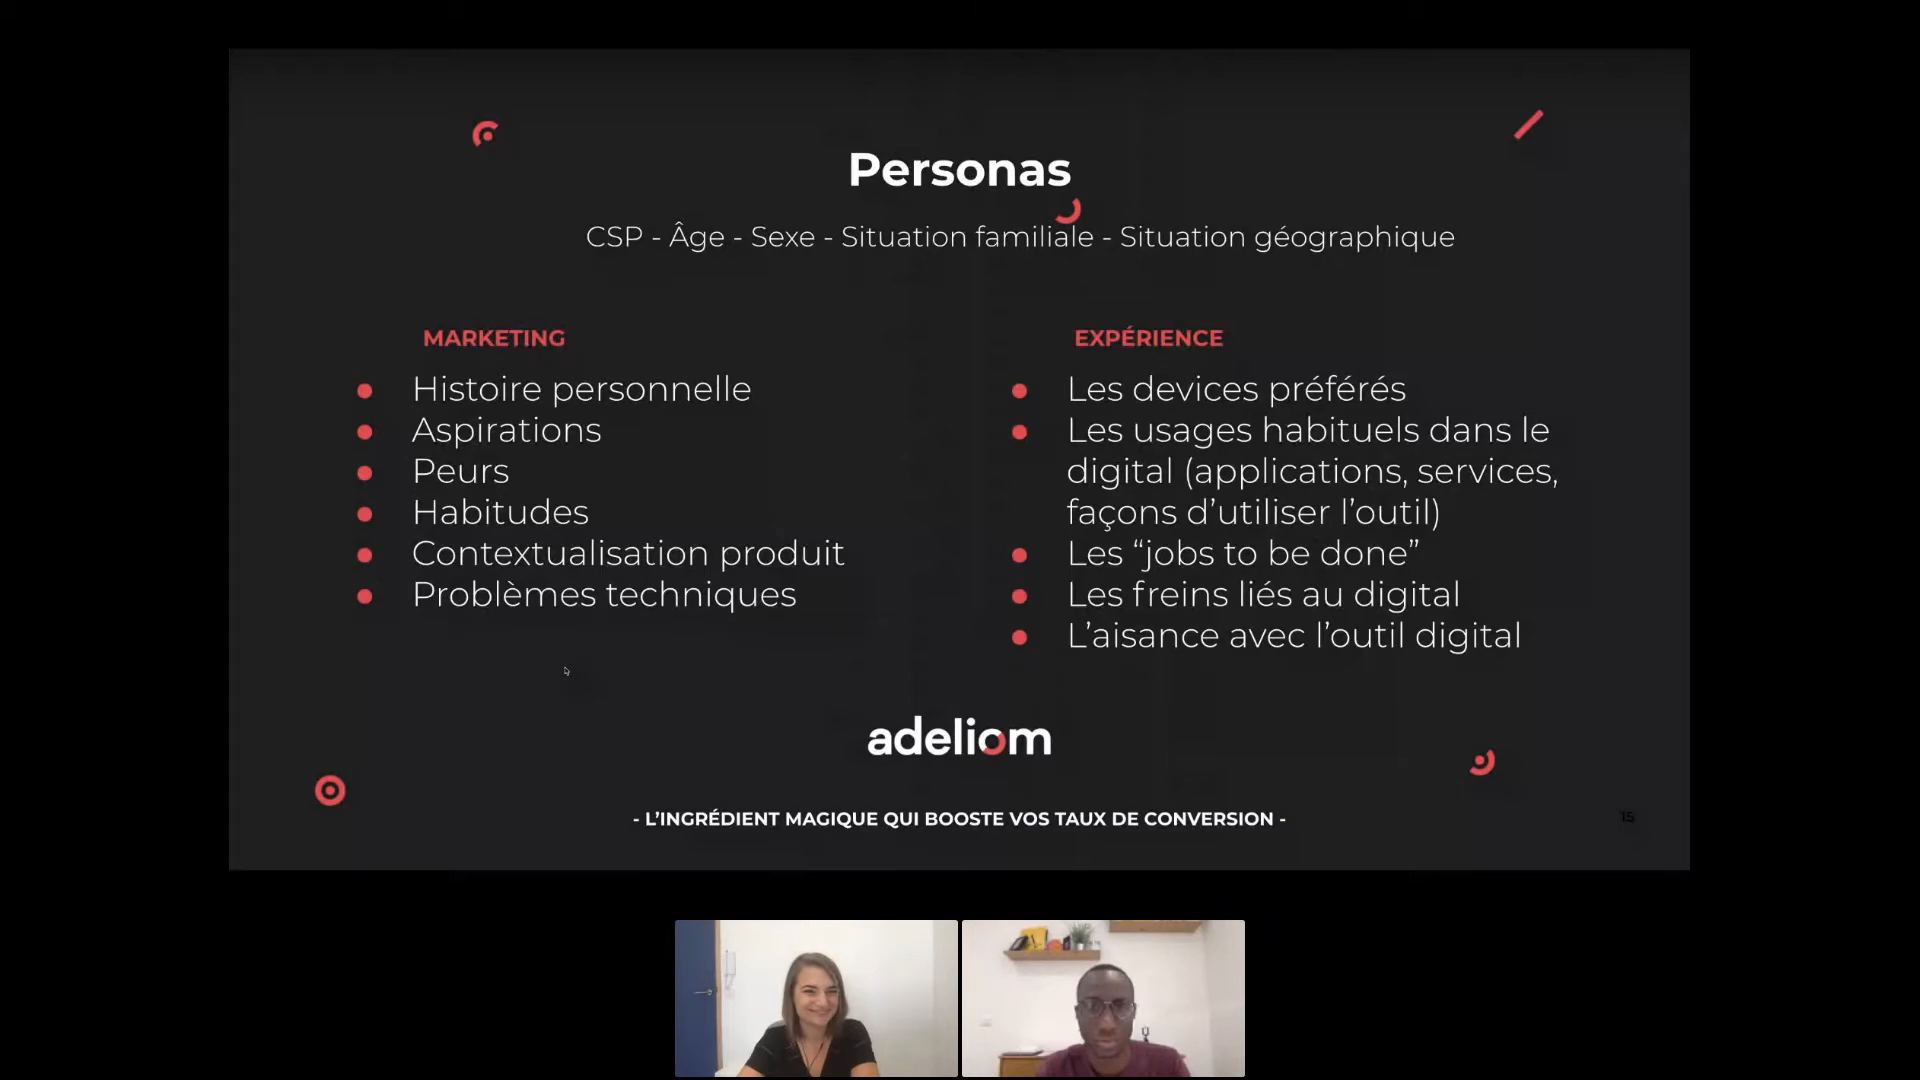 Personas
CSP - Âge - Sexe - Situation familiale - Situation géographique
MARKETING
Histoire personnelle
Aspirations
Peurs
Habitudes
Contextualisation produit
Problèmes techniques
EXPÉRIENCE
Les devices préférés
Les usages habituels dans le
digital (applications, services,
façons d’utiliser l’outil)
Les “jobs to be done”
Les freins liés au digital
L’aisance avec l’outil digital
adeliom
- L’INGRÉDIENT MAGIQUE QUI BOOSTE VOS TAUX DE CONVERSION -
15